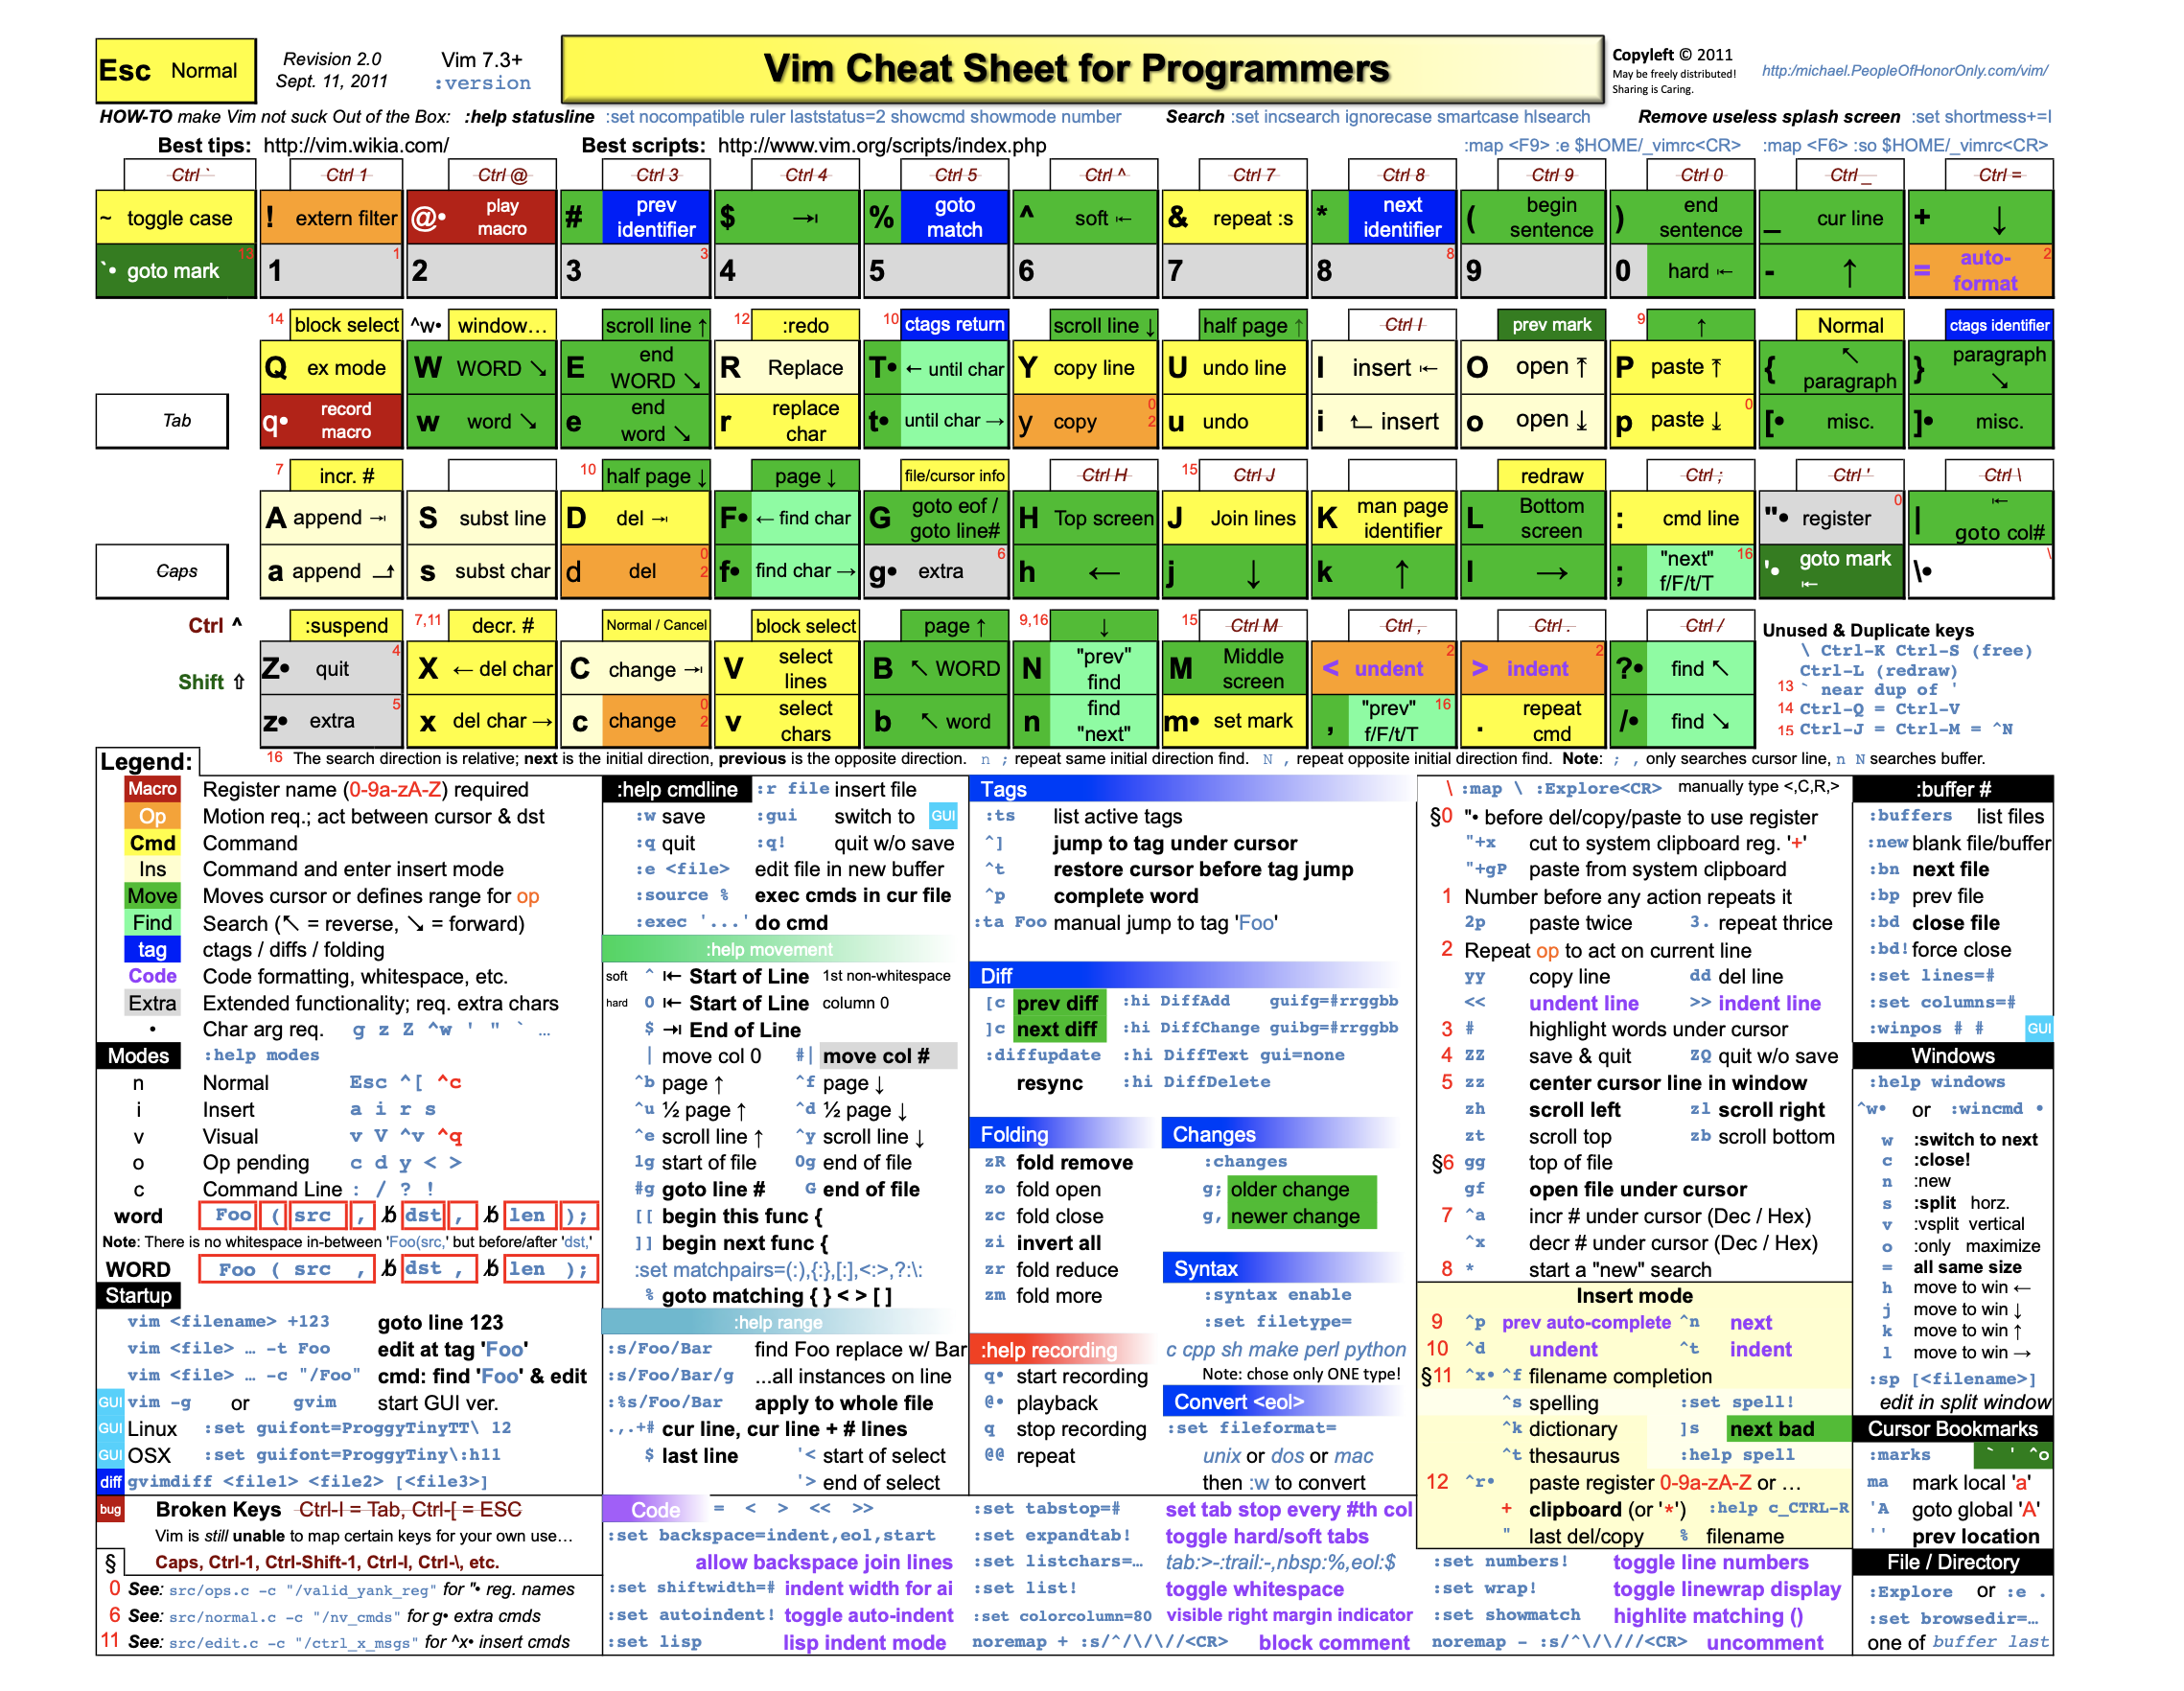 Esc Normal
Revision 2.0
Sept. 11, 2011
Vim 7.3+
:version
Vim Cheat Sheet for Programmers
Copyleft © 2011
May be freely distributed!
Sharing is Caring.
http:/michael.PeopleOfHonorOnly.com/vim/
HOW-TO make Vim not suck Out of the Box: :help statusline :set nocompatible ruler laststatus=2 showcmd showmode number Search :set incsearch ignorecase smartcase hlsearch Remove useless splash screen :set shortmess+=I
Best tips: http://vim.wikia.com/ Best scripts: http://www.vim.org/scripts/index.php :map <F9> :e $HOME/_vimrc<CR> :map <F6> :so $HOME/_vimrc<CR>
Ctrl ` Ctrl 1 Ctrl @ Ctrl 3 Ctrl 4 Ctrl 5 Ctrl ^ Ctrl 7 Ctrl 8 Ctrl 9 Ctrl 0 Ctrl _ Ctrl =
~ toggle case
! extern filter
@• play macro
# prev identifier
$ ⇥
% goto match
^ soft ⇤
& repeat :s
* next identifier
( begin sentence
) end sentence
_ cur line
+ ↓
`• goto mark 13
1 1
2
3 3
4
5
6
7
8 8
9
0 hard ⇤
- ↑
= auto-format 2
14 block select ^w• window... scroll line ↑ 12 :redo 10 ctags return scroll line ↓ half page ↑ Ctrl I prev mark 9 ↑ Normal ctags identifier
Q ex mode
W WORD ↘
E end WORD ↘
R Replace
T• ← until char
Y copy line
U undo line
I insert ⇤
O open ⤒
P paste ⤒
{ ↖ paragraph
} paragraph ↘
Tab
q• record macro
w word ↘
e end word ↘
r replace char
t• until char →
y copy 0 2
u undo
i insert
o open ⤓
p paste ⤓ 0
[• misc.
]• misc.
7 incr. # 10 half page ↓ page ↓ file/cursor info Ctrl H 15 Ctrl J redraw Ctrl ; Ctrl ' Ctrl \
A append ⇥
S subst line
D del ⇥
F• ← find char
G goto eof / goto line#
H Top screen
J Join lines
K man page identifier
L Bottom screen
: cmd line
"• register 0
| ⇤ goto col#
Caps
a append
s subst char
d del 0 2
f• find char →
g• extra 6
h ←
j ↓
k ↑
l →
; "next" f/F/t/T 16
'• goto mark ⇤
\• \
Ctrl ^ :suspend 7,11 decr. # Normal / Cancel block select page ↑ 9,16 ↓ 15 Ctrl M Ctrl , Ctrl . Ctrl /
Shift ⇧
Z• quit 4
X ← del char
C change ⇥
V select lines
B ↖ WORD
N "prev" find
M Middle screen
< undent 2
> indent 2
?• find ↖
z• extra 5
x del char →
c change 0 2
v select chars
b ↖ word
n find "next"
m• set mark
, "prev" f/F/t/T 16
. repeat cmd
/• find ↘
Unused & Duplicate keys
\ Ctrl-K Ctrl-S (free)
Ctrl-L (redraw)
13 ` near dup of '
14 Ctrl-Q = Ctrl-V
15 Ctrl-J = Ctrl-M = ^N
16 The search direction is relative; next is the initial direction, previous is the opposite direction. n ; repeat same initial direction find. N , repeat opposite initial direction find. Note: ; , only searches cursor line, n N searches buffer.
Legend:
Macro Register name (0-9a-zA-Z) required
Op Motion req.; act between cursor & dst
Cmd Command
Ins Command and enter insert mode
Move Moves cursor or defines range for op
Find Search (↖ = reverse, ↘ = forward)
tag ctags / diffs / folding
Code Code formatting, whitespace, etc.
Extra Extended functionality; req. extra chars
• Char arg req. g z Z ^w ' " ` ...
Modes :help modes
n Normal Esc ^[ ^c
i Insert a i r s
v Visual v V ^v ^q
o Op pending c d y < >
c Command Line : / ? !
word Foo ( src , ␢ dst , ␢ len );
Note: There is no whitespace in-between 'Foo(src,' but before/after 'dst,'
WORD Foo ( src , ␢ dst , ␢ len );
Startup
vim <filename> +123 goto line 123
vim <file> … -t Foo edit at tag 'Foo'
vim <file> … -c "/Foo" cmd: find 'Foo' & edit
GUI vim -g or gvim start GUI ver.
GUI Linux :set guifont=ProggyTinyTT\ 12
GUI OSX :set guifont=ProggyTiny\:h11
diff gvimdiff <file1> <file2> [<file3>]
bug Broken Keys Ctrl-I = Tab, Ctrl-[ = ESC
Vim is still unable to map certain keys for your own use…
§ Caps, Ctrl-1, Ctrl-Shift-1, Ctrl-I, Ctrl-\, etc.
0 See: src/ops.c -c "/valid_yank_reg" for "• reg. names
6 See: src/normal.c -c "/nv_cmds" for g• extra cmds
11 See: src/edit.c -c "/ctrl_x_msgs" for ^x• insert cmds
:help cmdline :r file insert file
:w save :gui switch to GUI
:q quit :q! quit w/o save
:e <file> edit file in new buffer
:source % exec cmds in cur file
:exec '...' do cmd
:help movement
soft ^ ⇤ Start of Line 1st non-whitespace
hard 0 ⇤ Start of Line column 0
$ ⇥ End of Line
| move col 0 #| move col #
^b page ↑ ^f page ↓
^u ½ page ↑ ^d ½ page ↓
^e scroll line ↑ ^y scroll line ↓
1g start of file 0g end of file
#g goto line # G end of file
[[ begin this func {
]] begin next func {
:set matchpairs=(:),{:},[:],<:>,?:\:
% goto matching { } < > [ ]
:help range
:s/Foo/Bar find Foo replace w/ Bar
:s/Foo/Bar/g ...all instances on line
:%s/Foo/Bar apply to whole file
.,.+# cur line, cur line + # lines
$ last line '< start of select
'> end of select
Tags
:ts list active tags
^] jump to tag under cursor
^t restore cursor before tag jump
^p complete word
:ta Foo manual jump to tag 'Foo'
Diff
[c prev diff :hi DiffAdd guifg=#rrggbb
]c next diff :hi DiffChange guibg=#rrggbb
:diffupdate :hi DiffText gui=none
resync :hi DiffDelete
Folding
zR fold remove
zo fold open
zc fold close
zi invert all
zr fold reduce
zm fold more
:help recording
q• start recording
@• playback
q stop recording
@@ repeat
Changes
:changes
g; older change
g, newer change
Syntax
:syntax enable
:set filetype=
c cpp sh make perl python
Note: chose only ONE type!
Convert <eol>
:set fileformat=
unix or dos or mac
then :w to convert
\ :map \ :Explore<CR> manually type <,C,R,>
§0 "• before del/copy/paste to use register
"+x cut to system clipboard reg. '+'
"+gP paste from system clipboard
1 Number before any action repeats it
2p paste twice 3. repeat thrice
2 Repeat op to act on current line
yy copy line dd del line
<< undent line >> indent line
3 # highlight words under cursor
4 ZZ save & quit ZQ quit w/o save
5 zz center cursor line in window
zh scroll left zl scroll right
zt scroll top zb scroll bottom
§6 gg top of file
gf open file under cursor
7 ^a incr # under cursor (Dec / Hex)
^x decr # under cursor (Dec / Hex)
8 * start a "new" search
Insert mode
9 ^p prev auto-complete ^n next
10 ^d undent ^t indent
§11 ^x• ^f filename completion
^s spelling :set spell!
^k dictionary ]s next bad
^t thesaurus :help spell
12 ^r• paste register 0-9a-zA-Z or …
+ clipboard (or '*') :help c_CTRL-R
" last del/copy % filename
:buffer #
:buffers list files
:new blank file/buffer
:bn next file
:bp prev file
:bd close file
:bd! force close
:set lines=#
:set columns=#
:winpos # # GUI
Windows
:help windows
^w• or :wincmd •
w :switch to next
c :close!
n :new
s :split horz.
v :vsplit vertical
o :only maximize
= all same size
h move to win ←
j move to win ↓
k move to win ↑
l move to win →
:sp [<filename>]
edit in split window
Cursor Bookmarks
:marks ` ' ^o
ma mark local 'a'
'A goto global 'A'
'' prev location
File / Directory
:Explore or :e .
:set browsedir=…
one of buffer last
Code = < > << >>
:set backspace=indent,eol,start
allow backspace join lines
:set shiftwidth=# indent width for ai
:set autoindent! toggle auto-indent
:set lisp lisp indent mode
:set tabstop=# set tab stop every #th col
:set expandtab! toggle hard/soft tabs
:set listchars=… tab:>-:trail:-,nbsp:%,eol:$
:set list! toggle whitespace
:set colorcolumn=80 visible right margin indicator
noremap + :s/^/\/\//<CR> block comment
:set numbers! toggle line numbers
:set wrap! toggle linewrap display
:set showmatch highlite matching ()
noremap - :s/^\/\///<CR> uncomment